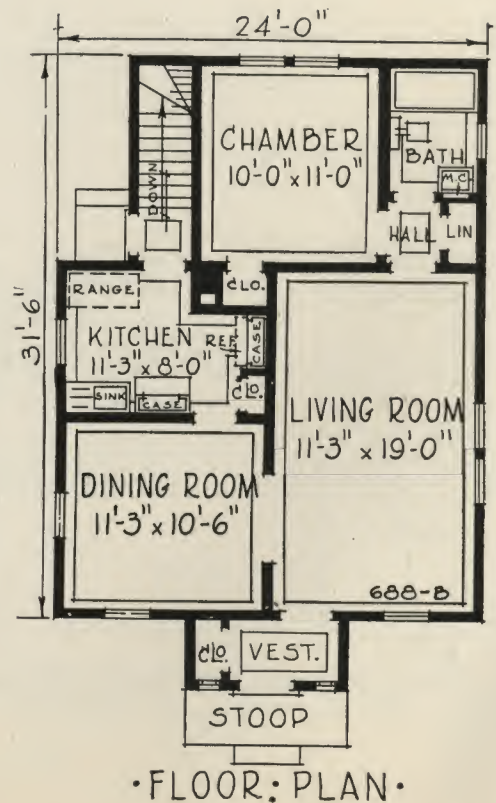 24'-0"
31'-6"
CHAMBER
10'-0" x 11'-0"
BATH
M.C.
DOWN
HALL
LIN
CLO.
RANGE
KITCHEN
11'-3" x 8'-0"
REF.
CASE
SINK
CASE
CLO.
LIVING ROOM
11'-3" x 19'-0"
DINING ROOM
11'-3" x 10'-6"
688-B
CLO.
VEST.
STOOP
·FLOOR: PLAN·